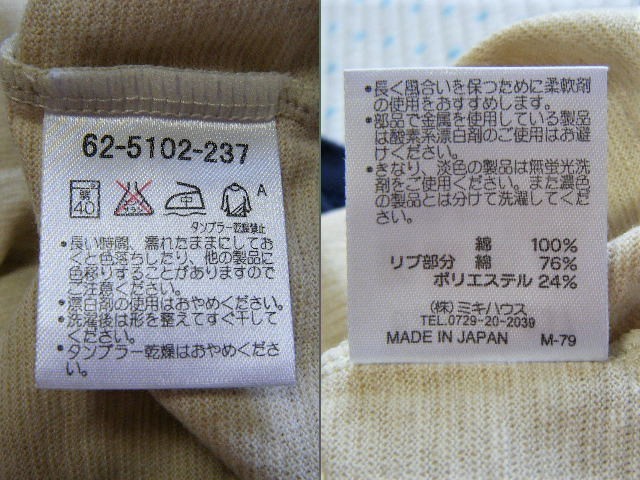 62-5102-237
弱
40
エンソサラシ
中
A
タンブラー乾燥禁止
●長い時間、濡れたままにしてお
くと色落ちしたり、他の製品に
色移りすることがありますので
ご注意ください。
●漂白剤の使用はおやめください。
●洗濯後は形を整えてすぐ干して
ください。
●タンブラー乾燥はおやめくださ
い。
●長く風合いを保つために柔軟剤
の使用をおすすめします。
●部品で金属を使用している製品
は酸素系漂白剤のご使用はお避
けください。
●きなり、淡色の製品は無蛍光洗
剤をご使用ください。また濃色
の製品とは分けて洗濯してくだ
さい。
綿 100%
リブ部分 綿 76%
ポリエステル 24%
(株)ミキハウス
TEL.0729-20-2039
MADE IN JAPAN M-79